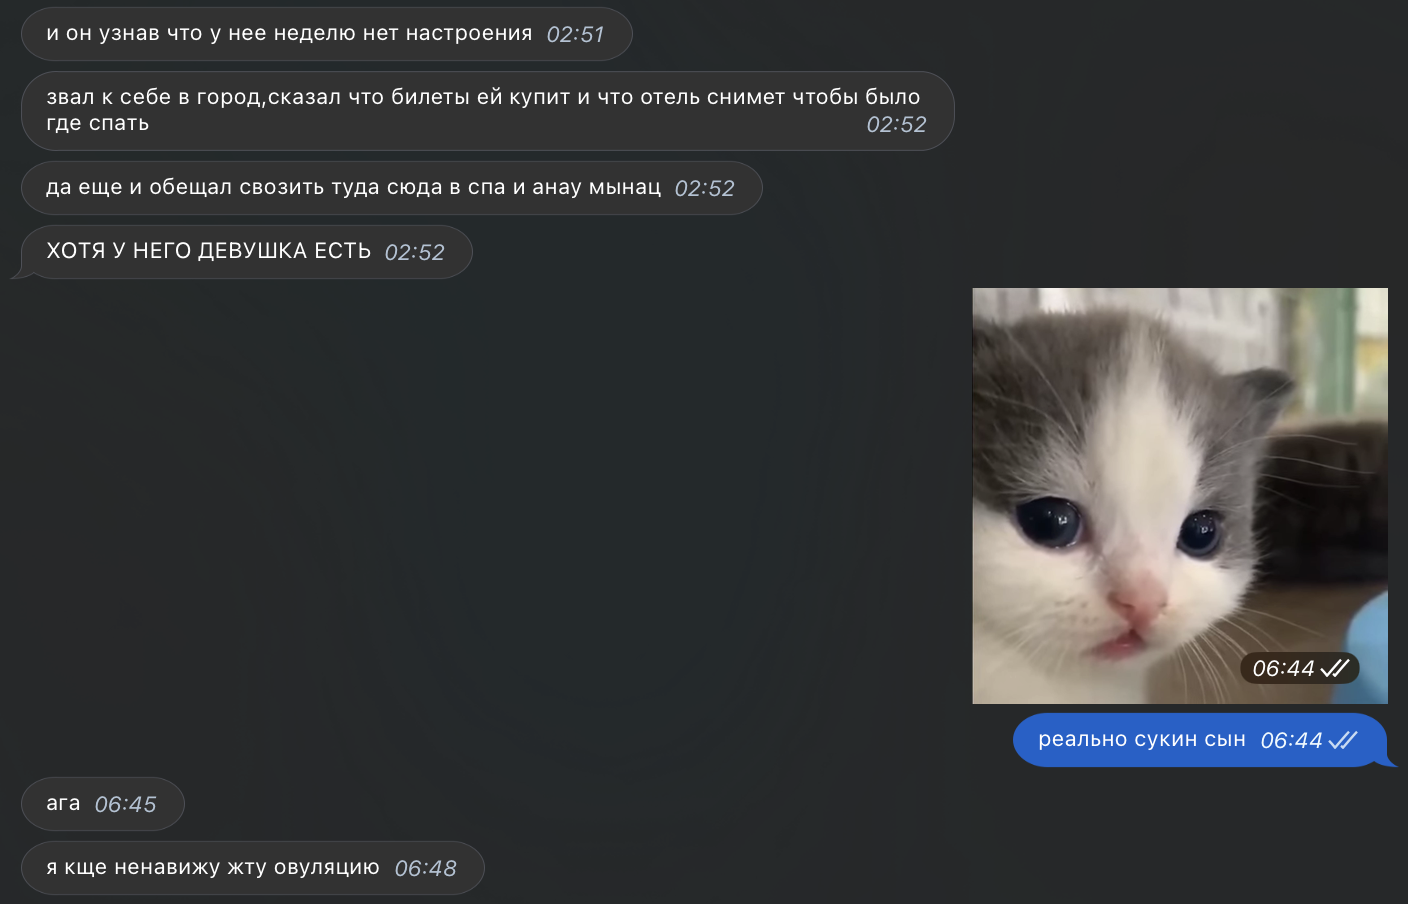 и он узнав что у нее неделю нет настроения 02:51
звал к себе в город,сказал что билеты ей купит и что отель снимет чтобы было
где спать 02:52
да еще и обещал свозить туда сюда в спа и анау мынац 02:52
ХОТЯ У НЕГО ДЕВУШКА ЕСТЬ 02:52
06:44
реально сукин сын 06:44
ага 06:45
я кще ненавижу жту овуляцию 06:48